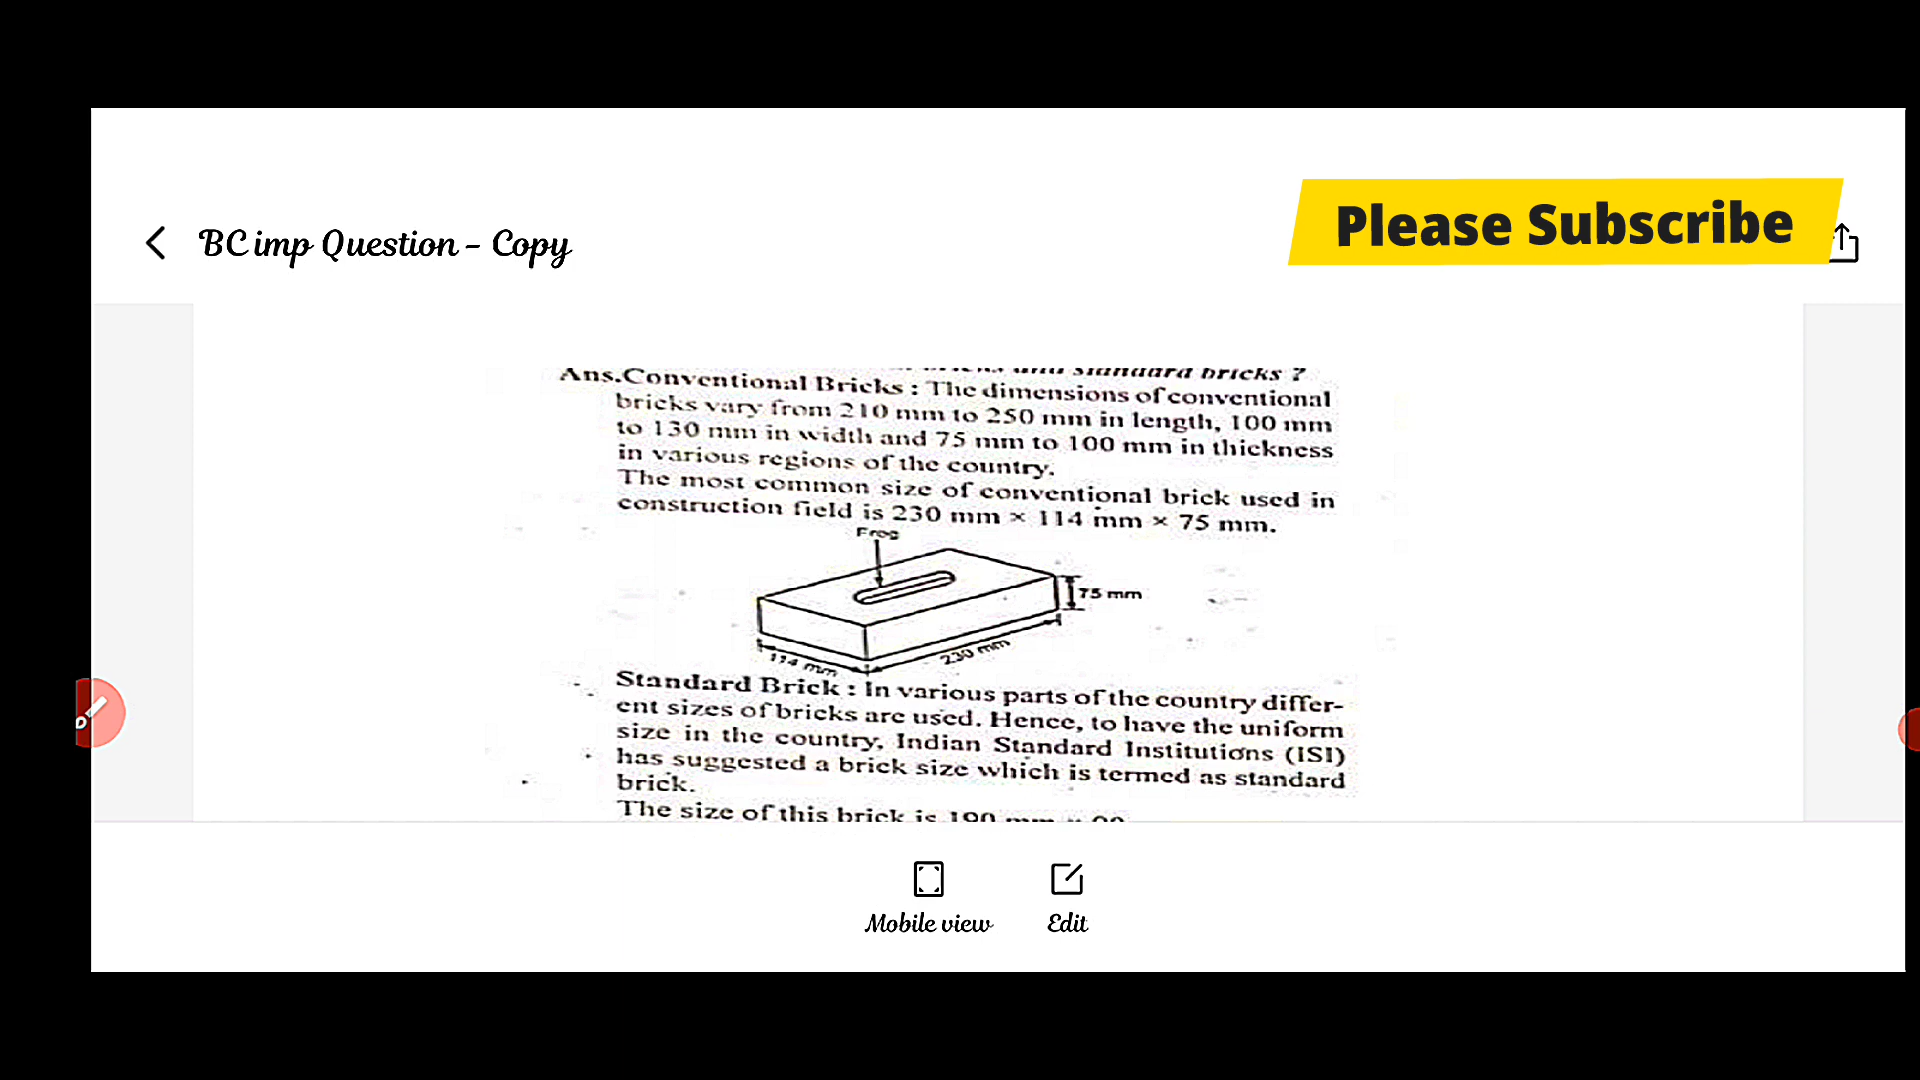 Please Subscribe
BC imp Question - Copy
standard bricks ?
Ans.Conventional Bricks : The dimensions of conventional
bricks vary from 210 mm to 250 mm in length, 100 mm
to 130 mm in width and 75 mm to 100 mm in thickness
in various regions of the country.
The most common size of conventional brick used in
construction field is 230 mm × 114 mm × 75 mm.
Frog
75 mm
114 mm
230 mm
Standard Brick : In various parts of the country differ-
ent sizes of bricks are used. Hence, to have the uniform
size in the country, Indian Standard Institutions (ISI)
has suggested a brick size which is termed as standard
brick.
The size of this brick is 190 mm ×
Mobile view
Edit